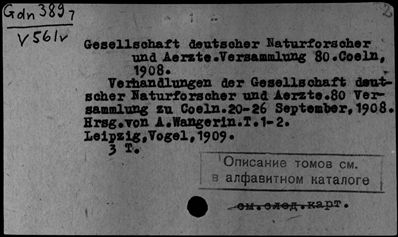 Gdn 3897
V561v
2
Gesellschaft deutscher Naturforscher
und Aerzte.Versammlung 80.Coeln,
1908.
Verhandlungen der Gesellschaft deut-
scher Naturforscher und Aerzte.80 Ver-
sammlung zu Coeln.20-26 September,1908.
Hrsg.von A.Wangerin.T.1-2.
Leipzig,Vogel,1909.
3 T.
Описание томов см.
в алфавитном каталоге
см.след.карт.